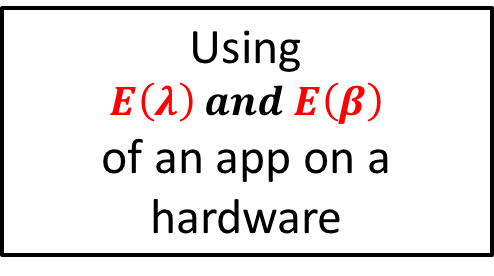 Using
E(λ) and E(β)
of an app on a
hardware